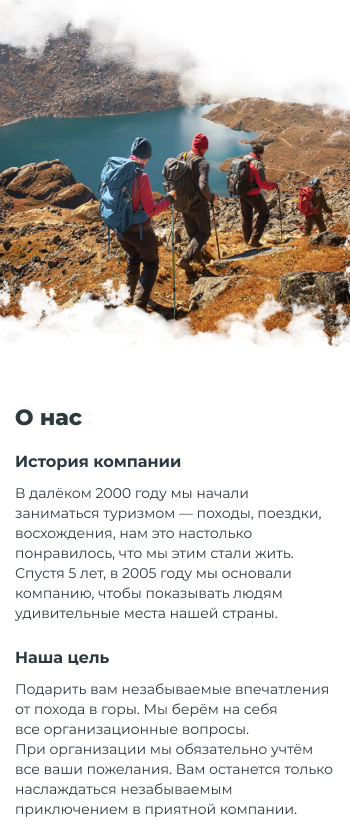 О нас
История компании
В далёком 2000 году мы начали
заниматься туризмом — походы, поездки,
восхождения, нам это настолько
понравилось, что мы этим стали жить.
Спустя 5 лет, в 2005 году мы основали
компанию, чтобы показывать людям
удивительные места нашей страны.
Наша цель
Подарить вам незабываемые впечатления
от похода в горы. Мы берём на себя
все организационные вопросы.
При организации мы обязательно учтём
все ваши пожелания. Вам останется только
наслаждаться незабываемым
приключением в приятной компании.